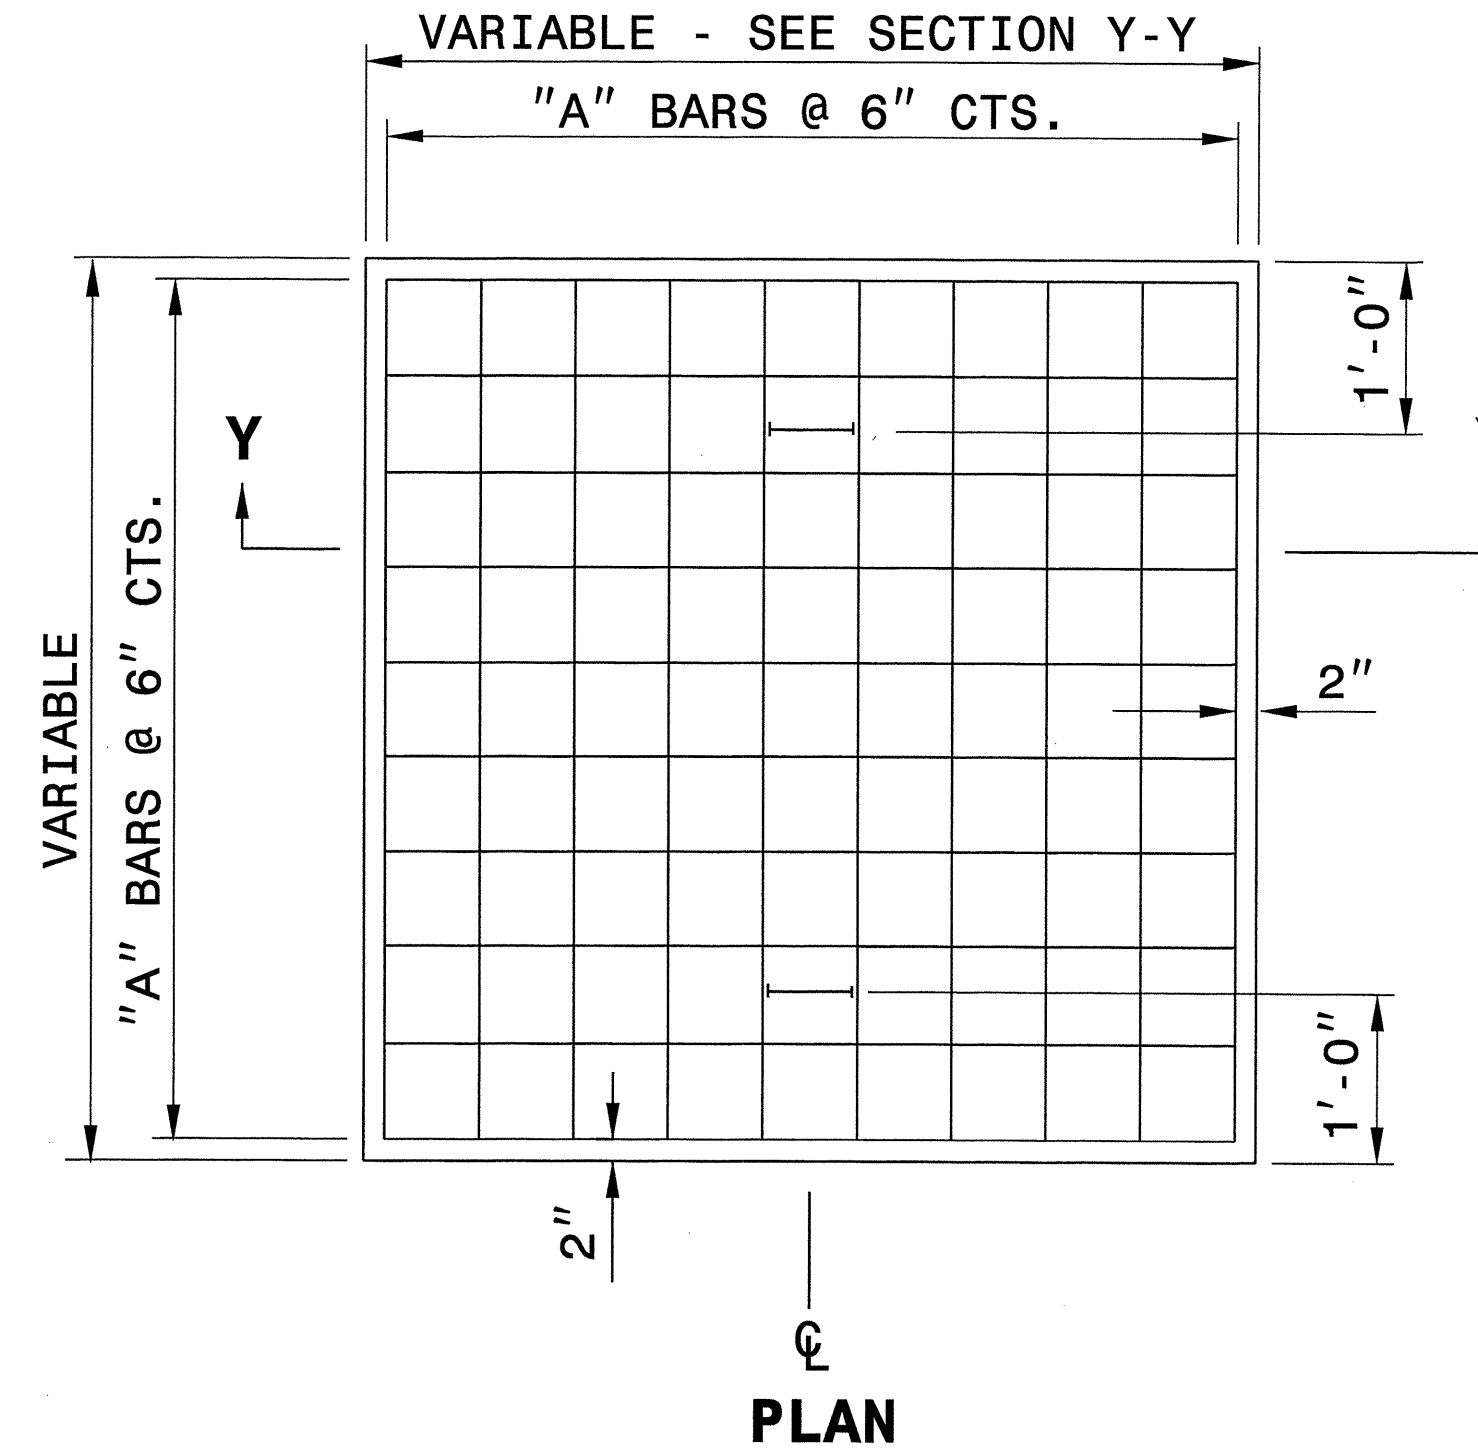 VARIABLE - SEE SECTION Y-Y
"A" BARS @ 6" CTS.
1'-0"
Y
VARIABLE
"A" BARS @ 6" CTS.
2"
1'-0"
2"
℄
PLAN